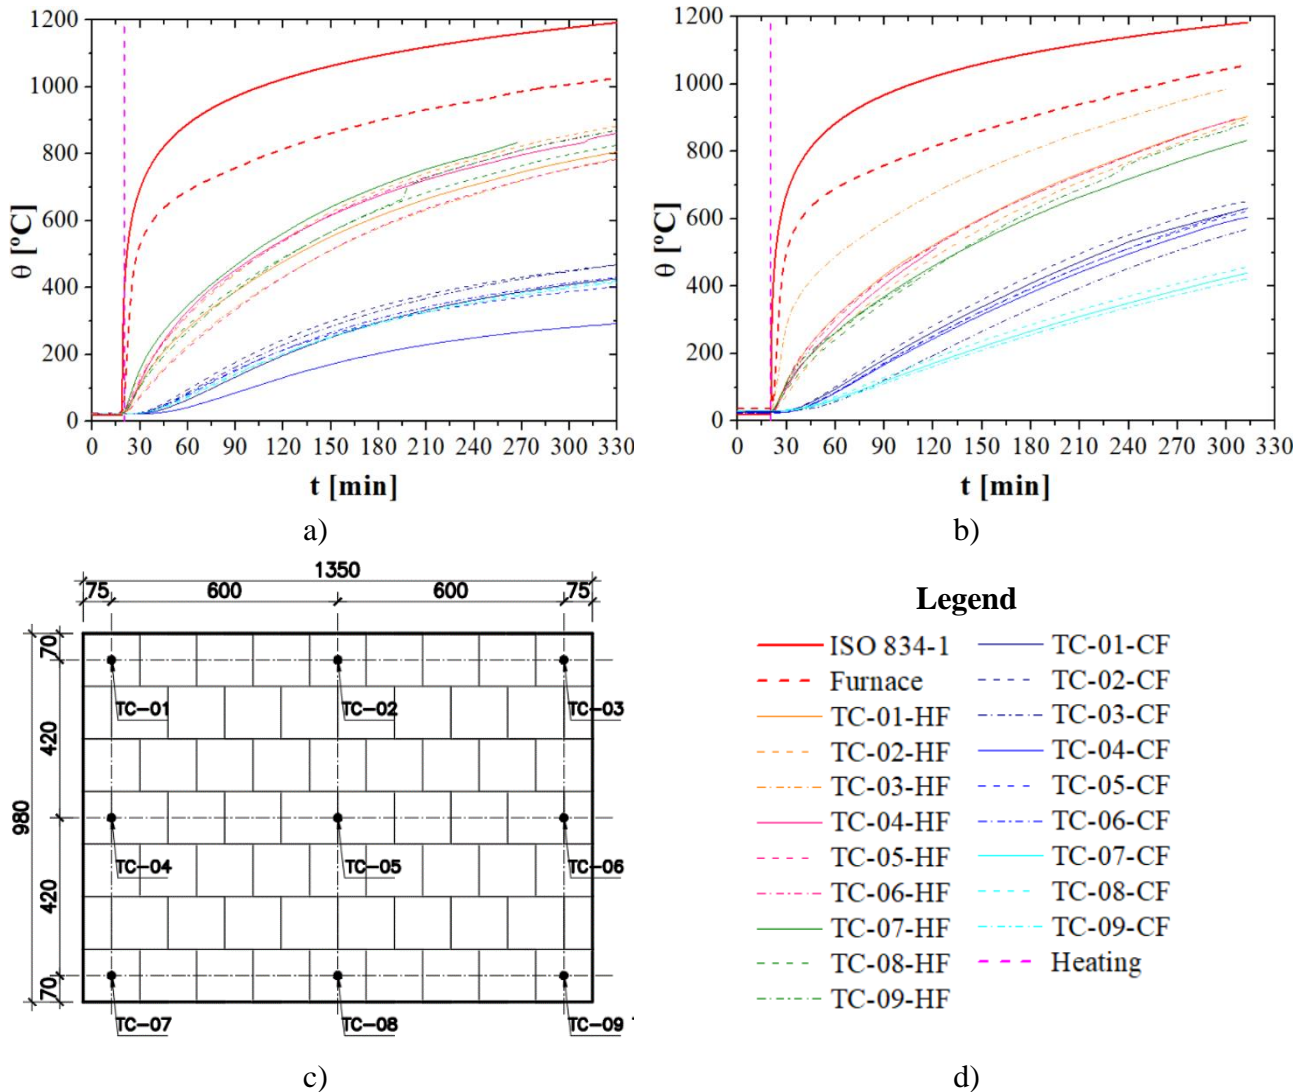 a)
1200
1000
800
600
400
200
0
θ [ºC]
0 30 60 90 120 150 180 210 240 270 300 330
t [min]
b)
1200
1000
800
600
400
200
0
θ [ºC]
0 30 60 90 120 150 180 210 240 270 300 330
t [min]
a)
b)
1350
75 600 600 75
70
420
980
420
70
TC-01 TC-02 TC-03
TC-04 TC-05 TC-06
TC-07 TC-08 TC-09
c)
Legend
ISO 834-1
Furnace
TC-01-HF
TC-02-HF
TC-03-HF
TC-04-HF
TC-05-HF
TC-06-HF
TC-07-HF
TC-08-HF
TC-09-HF
TC-01-CF
TC-02-CF
TC-03-CF
TC-04-CF
TC-05-CF
TC-06-CF
TC-07-CF
TC-08-CF
TC-09-CF
Heating
d)